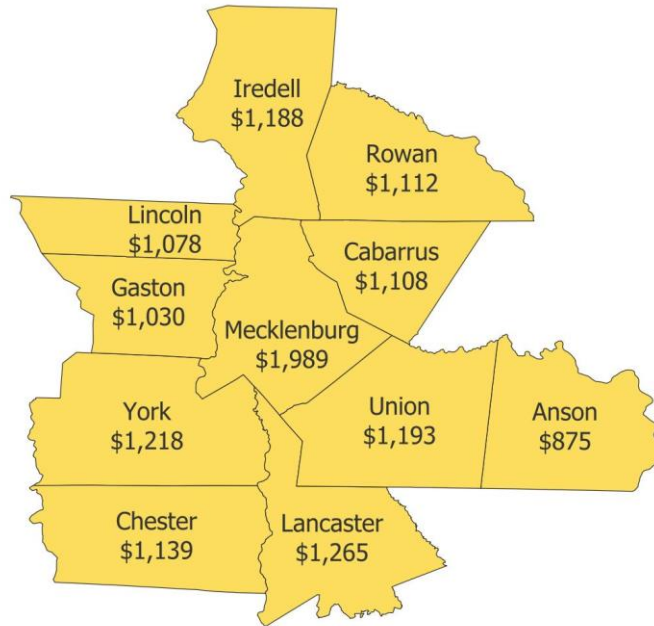 Iredell
$1,188
Rowan
$1,112
Lincoln
$1,078
Cabarrus
$1,108
Gaston
$1,030
Mecklenburg
$1,989
York
$1,218
Union
$1,193
Anson
$875
Chester
$1,139
Lancaster
$1,265